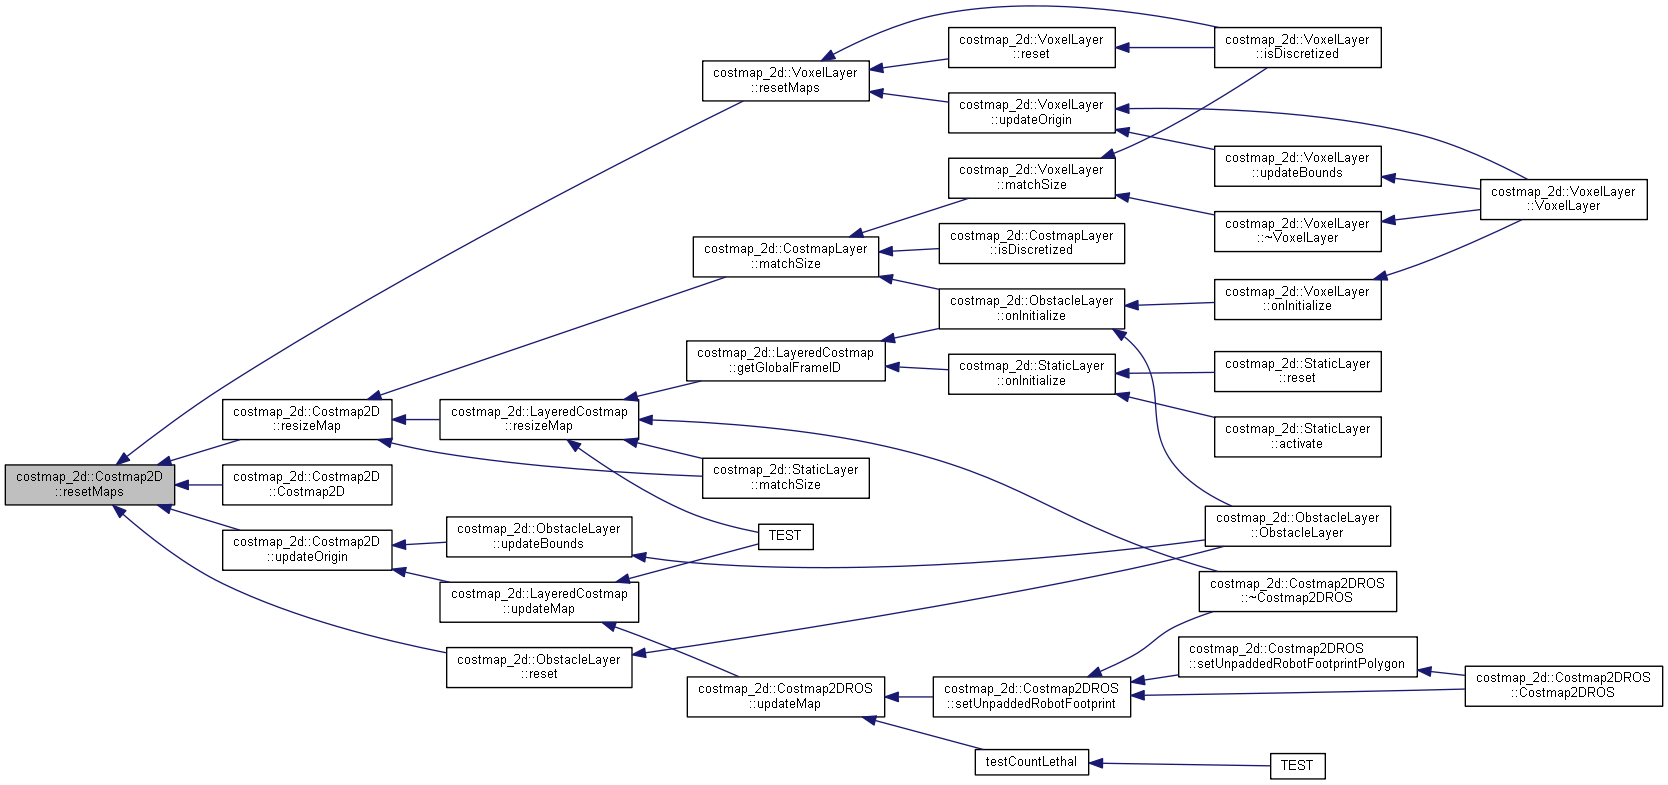 costmap_2d::Costmap2D
::resetMaps
costmap_2d::Costmap2D
::resizeMap
costmap_2d::Costmap2D
::Costmap2D
costmap_2d::Costmap2D
::updateOrigin
costmap_2d::LayeredCostmap
::resizeMap
costmap_2d::ObstacleLayer
::updateBounds
costmap_2d::LayeredCostmap
::updateMap
costmap_2d::ObstacleLayer
::reset
costmap_2d::VoxelLayer
::resetMaps
costmap_2d::CostmapLayer
::matchSize
costmap_2d::LayeredCostmap
::getGlobalFrameID
costmap_2d::StaticLayer
::matchSize
TEST
costmap_2d::Costmap2DROS
::updateMap
costmap_2d::VoxelLayer
::reset
costmap_2d::VoxelLayer
::updateOrigin
costmap_2d::VoxelLayer
::matchSize
costmap_2d::CostmapLayer
::isDiscretized
costmap_2d::ObstacleLayer
::onInitialize
costmap_2d::StaticLayer
::onInitialize
costmap_2d::Costmap2DROS
::setUnpaddedRobotFootprint
testCountLethal
costmap_2d::VoxelLayer
::isDiscretized
costmap_2d::VoxelLayer
::updateBounds
costmap_2d::VoxelLayer
::~VoxelLayer
costmap_2d::VoxelLayer
::onInitialize
costmap_2d::StaticLayer
::reset
costmap_2d::StaticLayer
::activate
costmap_2d::ObstacleLayer
::ObstacleLayer
costmap_2d::Costmap2DROS
::~Costmap2DROS
costmap_2d::Costmap2DROS
::setUnpaddedRobotFootprintPolygon
TEST
costmap_2d::VoxelLayer
::VoxelLayer
costmap_2d::Costmap2DROS
::Costmap2DROS